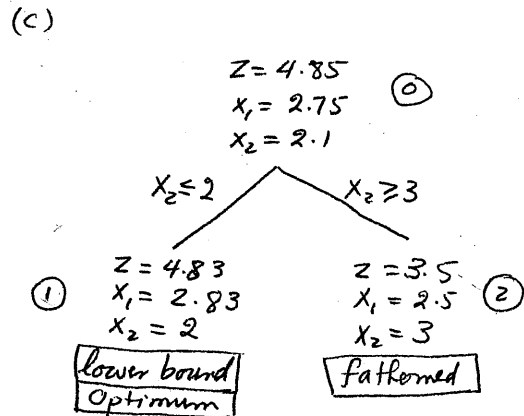 (c)
Z = 4.85
X₁ = 2.75
X₂ = 2.1
⓪
X₂ ≤ 2
X₂ ≥ 3
①
Z = 4.83
X₁ = 2.83
X₂ = 2
lower bound
Optimum
Z = 3.5
X₁ = 2.5
X₂ = 3
②
fathomed